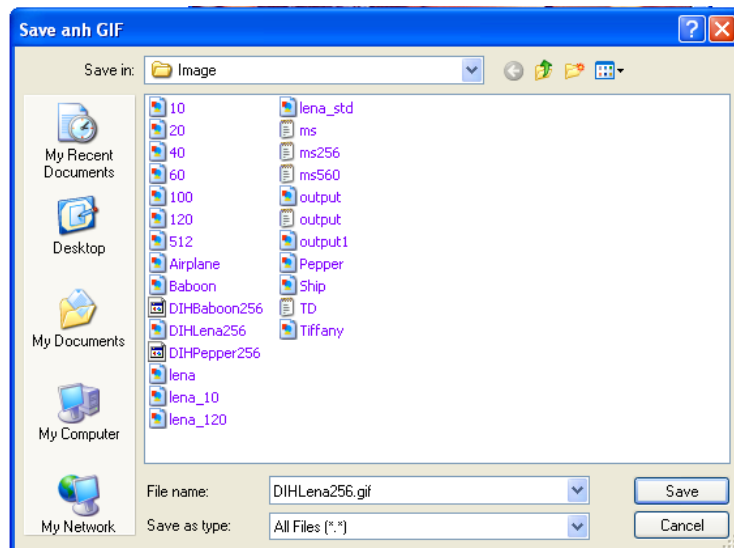 Save anh GIF
Save in: Image
My Recent
Documents
Desktop
My Documents
My Computer
My Network
10
20
40
60
100
120
512
Airplane
Baboon
DIHBaboon256
DIHLena256
DIHPepper256
lena
lena_10
lena_120
lena_std
ms
ms256
ms560
output
output
output1
Pepper
Ship
TD
Tiffany
File name: DIHLena256.gif Save
Save as type: All Files (*.*) Cancel